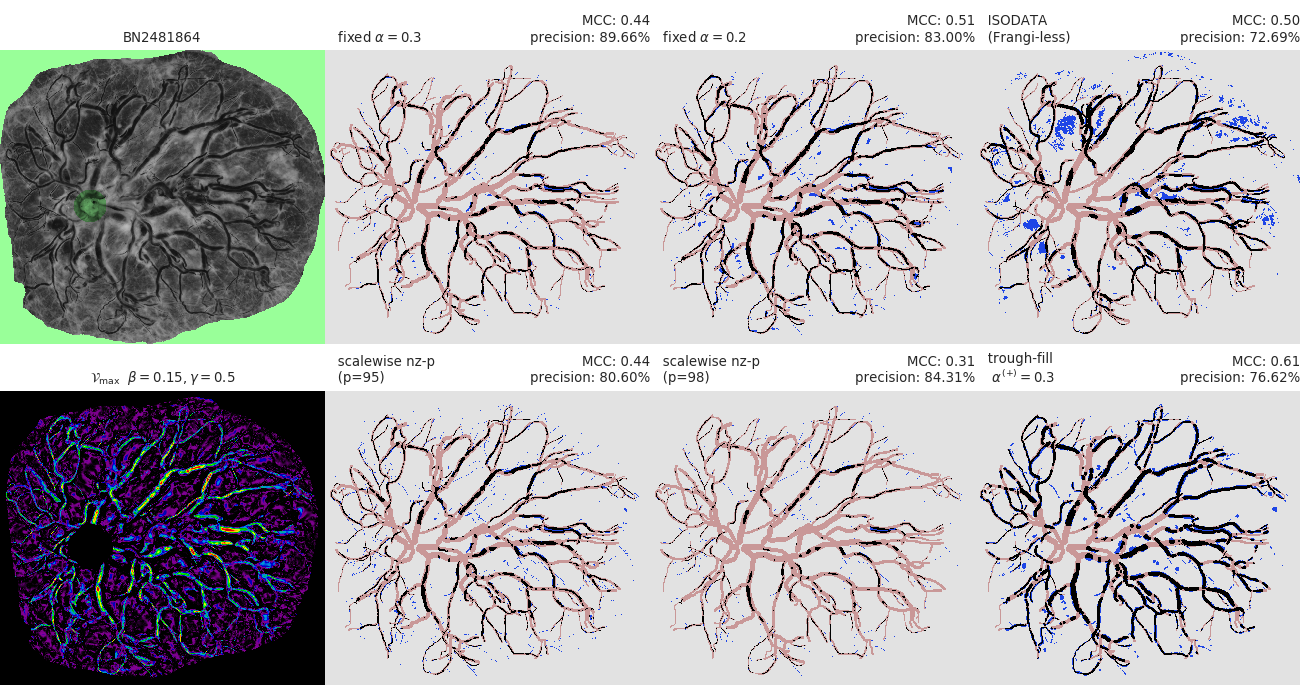 BN2481864
fixed α = 0.3
MCC: 0.44
precision: 89.66%
fixed α = 0.2
MCC: 0.51
precision: 83.00%
ISODATA
(Frangi-less)
MCC: 0.50
precision: 72.69%
𝒱max β = 0.15, γ = 0.5
scalewise nz-p
(p=95)
MCC: 0.44
precision: 80.60%
scalewise nz-p
(p=98)
MCC: 0.31
precision: 84.31%
trough-fill
α(+) = 0.3
MCC: 0.61
precision: 76.62%